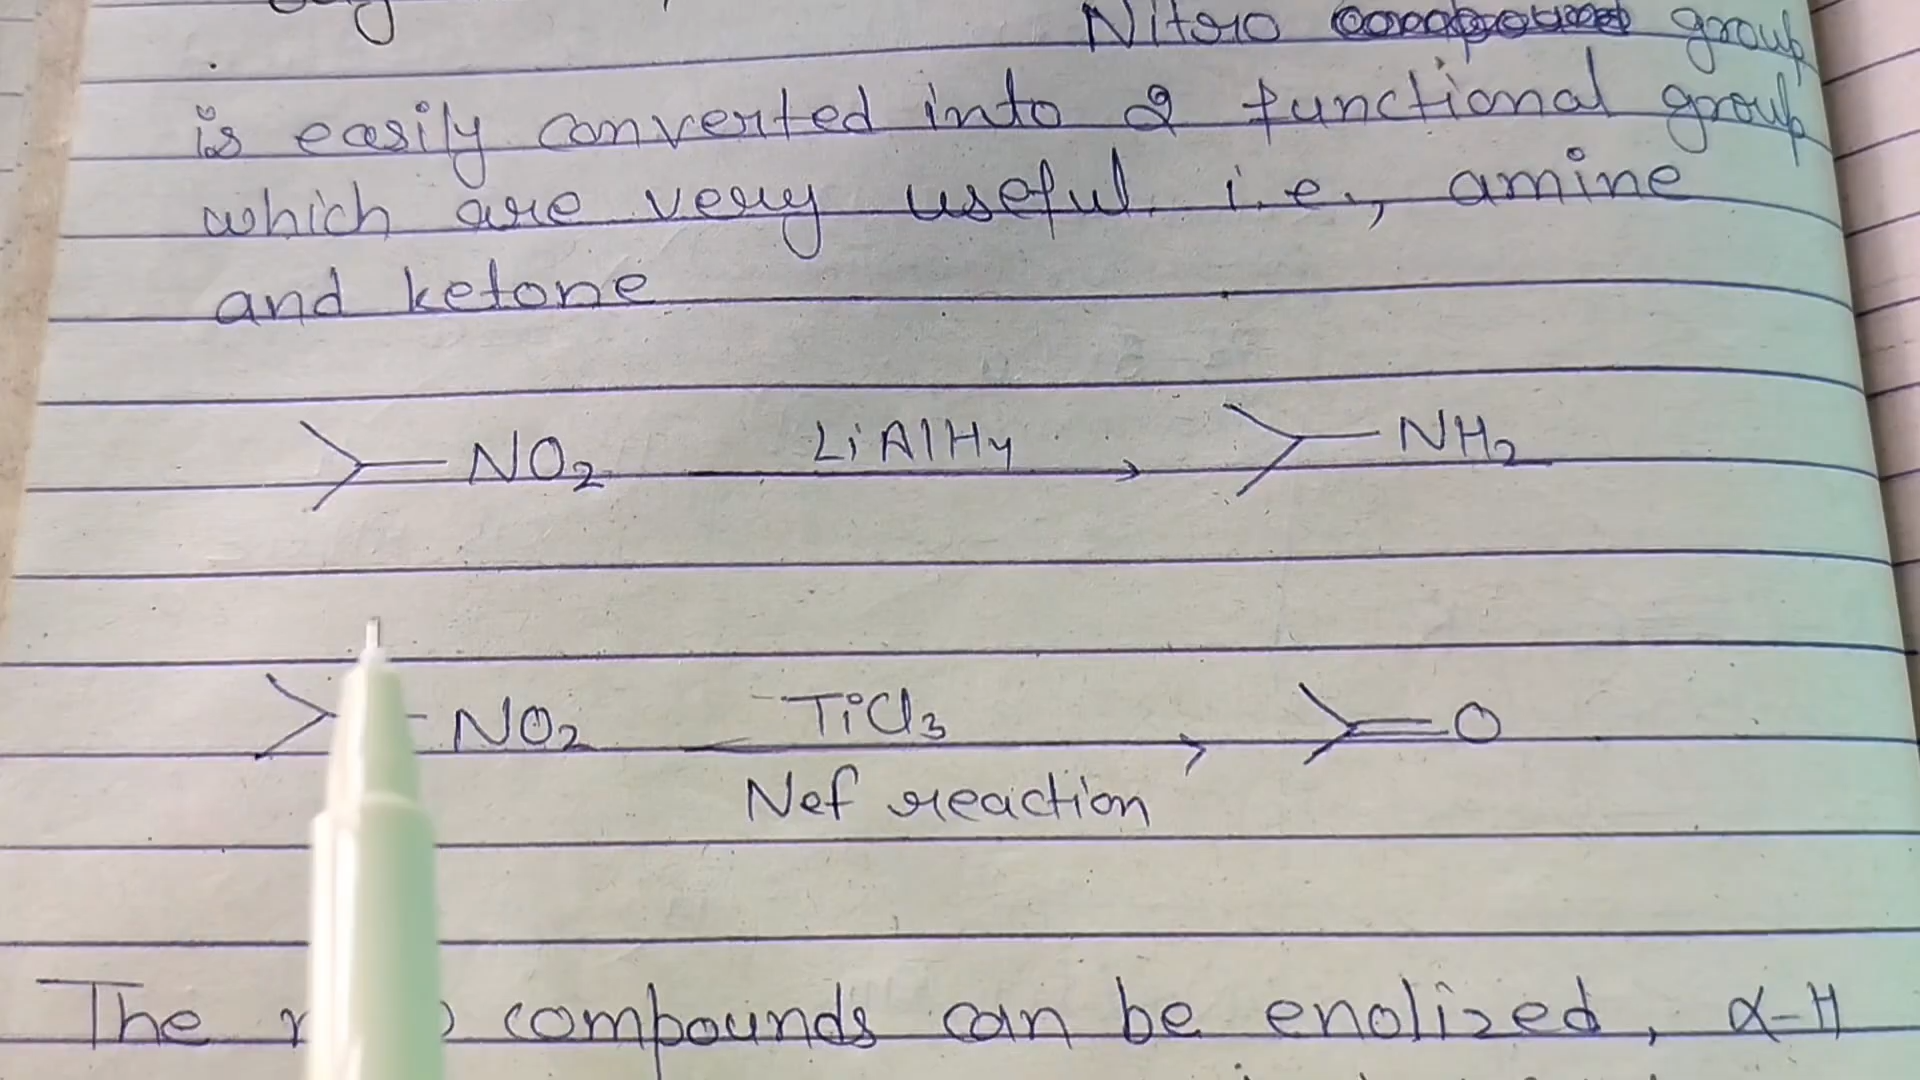 Nitro group
is easily converted into 2 functional group
which are very useful i.e., amine
and ketone
NO2 LiAlH4 NH2
NO2 TiCl3 O
Nef reaction
The compounds can be enolized, α-H